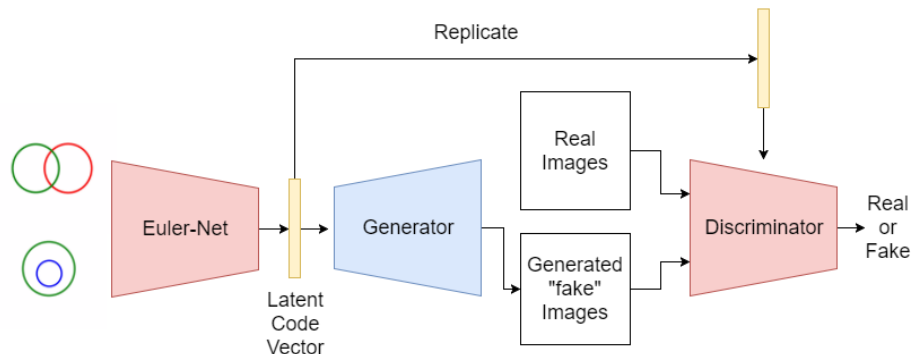 Replicate
Real
Images
Euler-Net
Generator
Discriminator
Real
or
Fake
Generated
"fake"
Images
Latent
Code
Vector